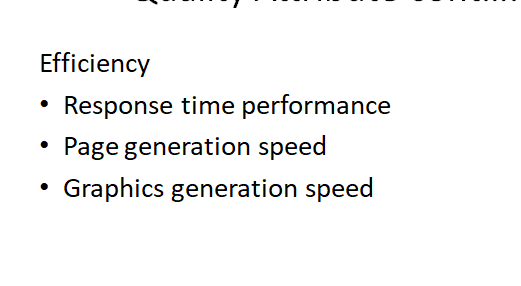 Efficiency
• Response time performance
• Page generation speed
• Graphics generation speed